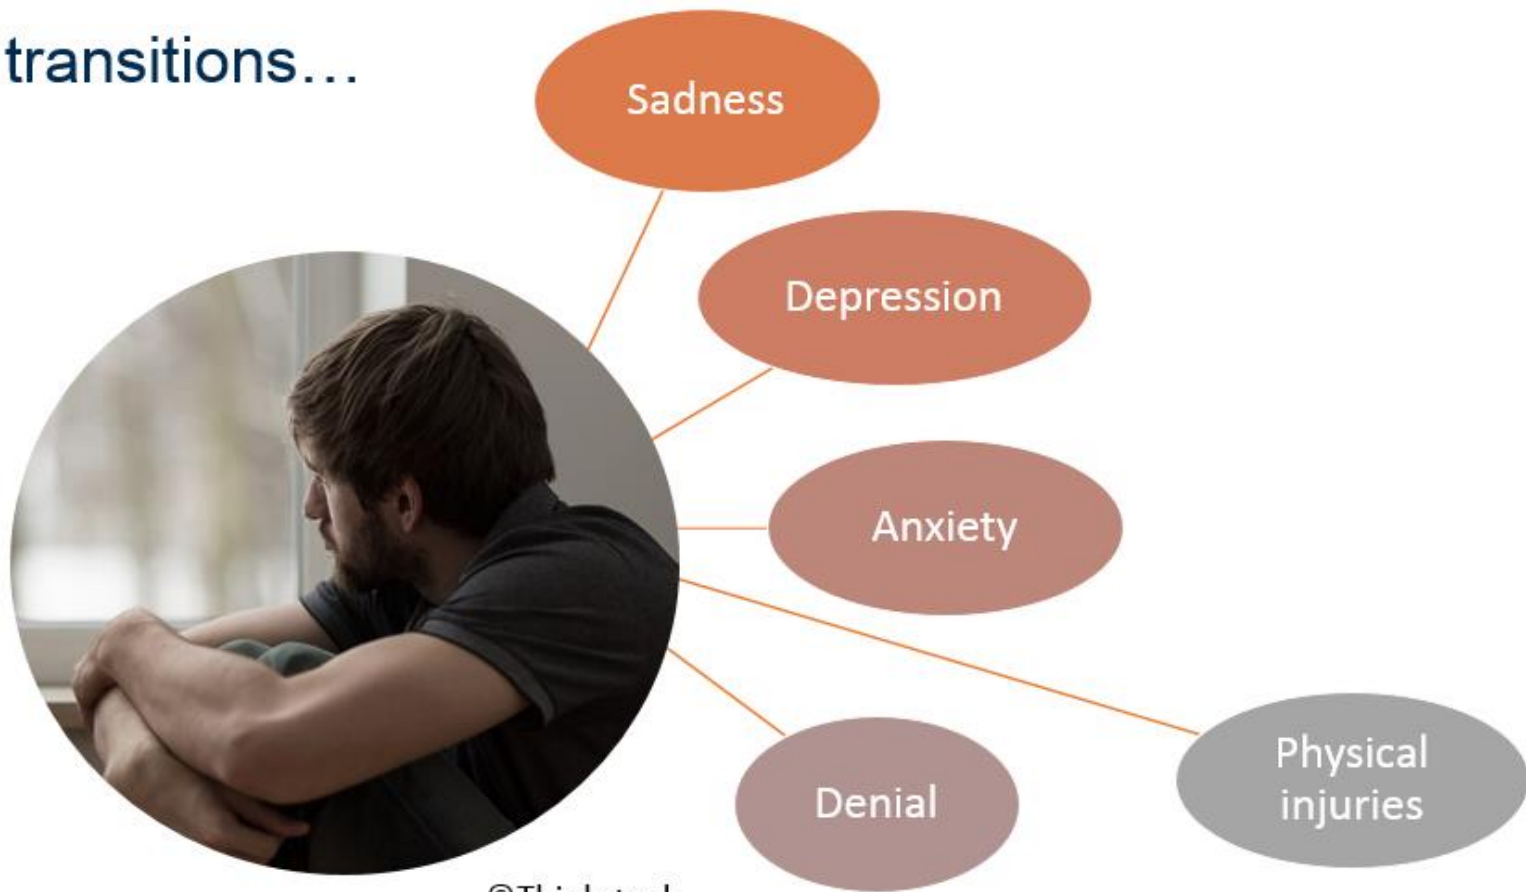 transitions...
Sadness
Depression
Anxiety
Physical
injuries
Denial